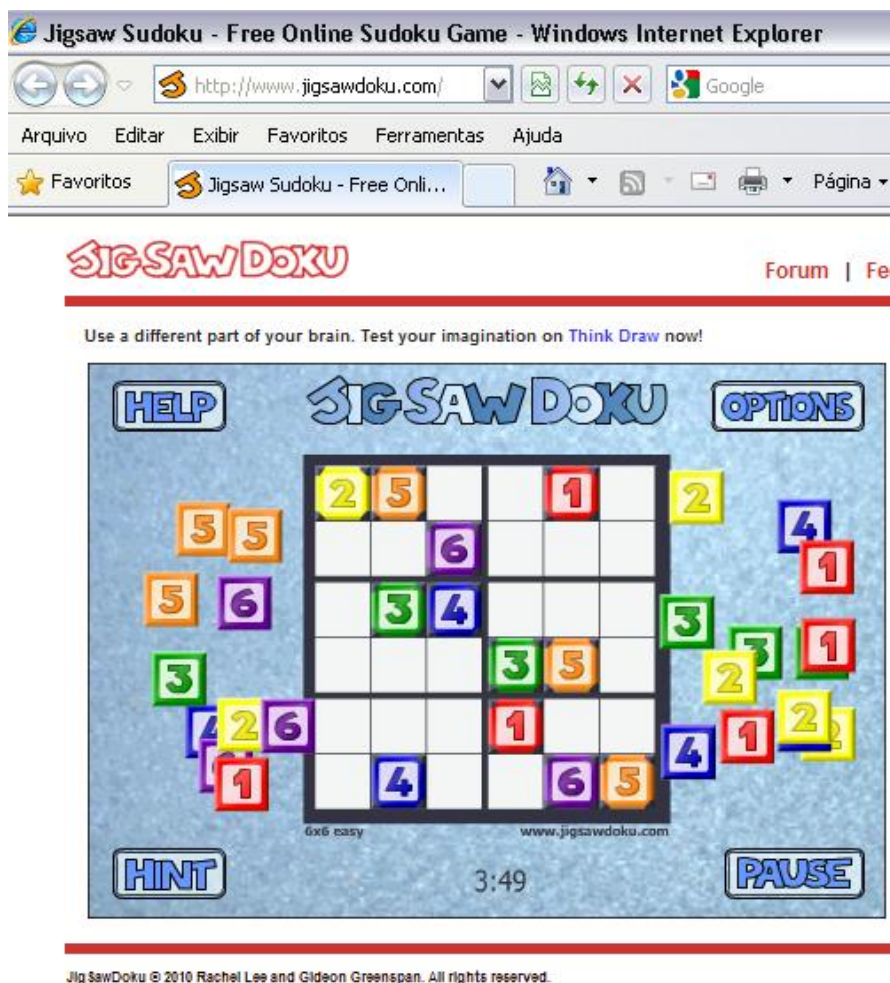 Jigsaw Sudoku - Free Online Sudoku Game - Windows Internet Explorer
http://www.jigsawdoku.com/ Google
Arquivo Editar Exibir Favoritos Ferramentas Ajuda
Favoritos Jigsaw Sudoku - Free Onli... Página
JIGSAWDOKU
Forum | Fe
Use a different part of your brain. Test your imagination on Think Draw now!
HELP JIGSAWDOKU OPTIONS
2 5 1 2
5 5 6 4
1
5 6 3 4 3
3 3 5 3 1
2
4 2 6 1 4 1 2 2
6 1 4 6 5
6x6 easy www.jigsawdoku.com
HINT 3:49 PAUSE
JigSawDoku © 2010 Rachel Lee and Gideon Greenspan. All rights reserved.